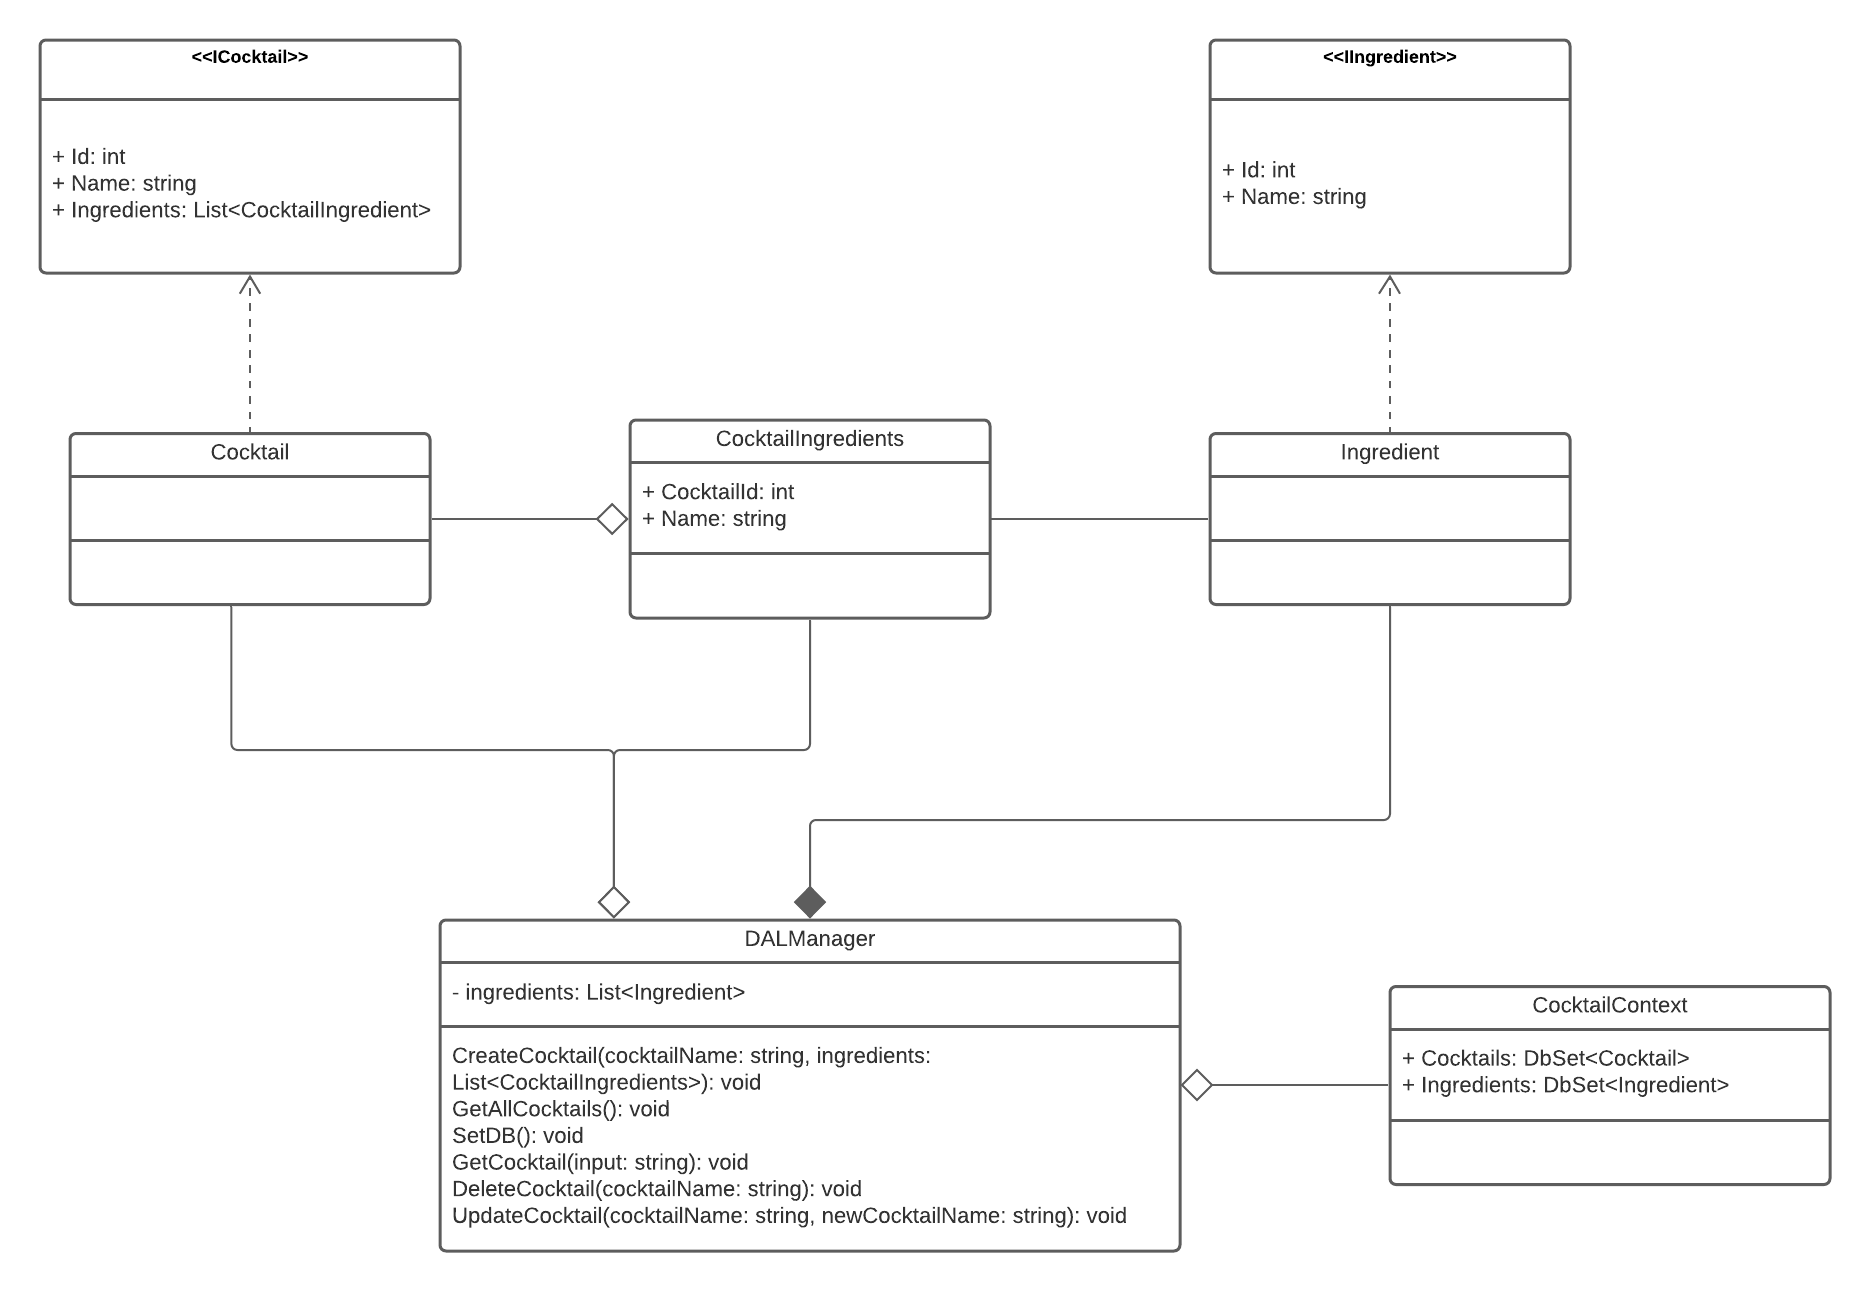 <<ICocktail>>
+ Id: int
+ Name: string
+ Ingredients: List<CocktailIngredient>
<<IIngredient>>
+ Id: int
+ Name: string
Cocktail
CocktailIngredients
+ CocktailId: int
+ Name: string
Ingredient
DALManager
- ingredients: List<Ingredient>
CreateCocktail(cocktailName: string, ingredients:
List<CocktailIngredients>): void
GetAllCocktails(): void
SetDB(): void
GetCocktail(input: string): void
DeleteCocktail(cocktailName: string): void
UpdateCocktail(cocktailName: string, newCocktailName: string): void
CocktailContext
+ Cocktails: DbSet<Cocktail>
+ Ingredients: DbSet<Ingredient>